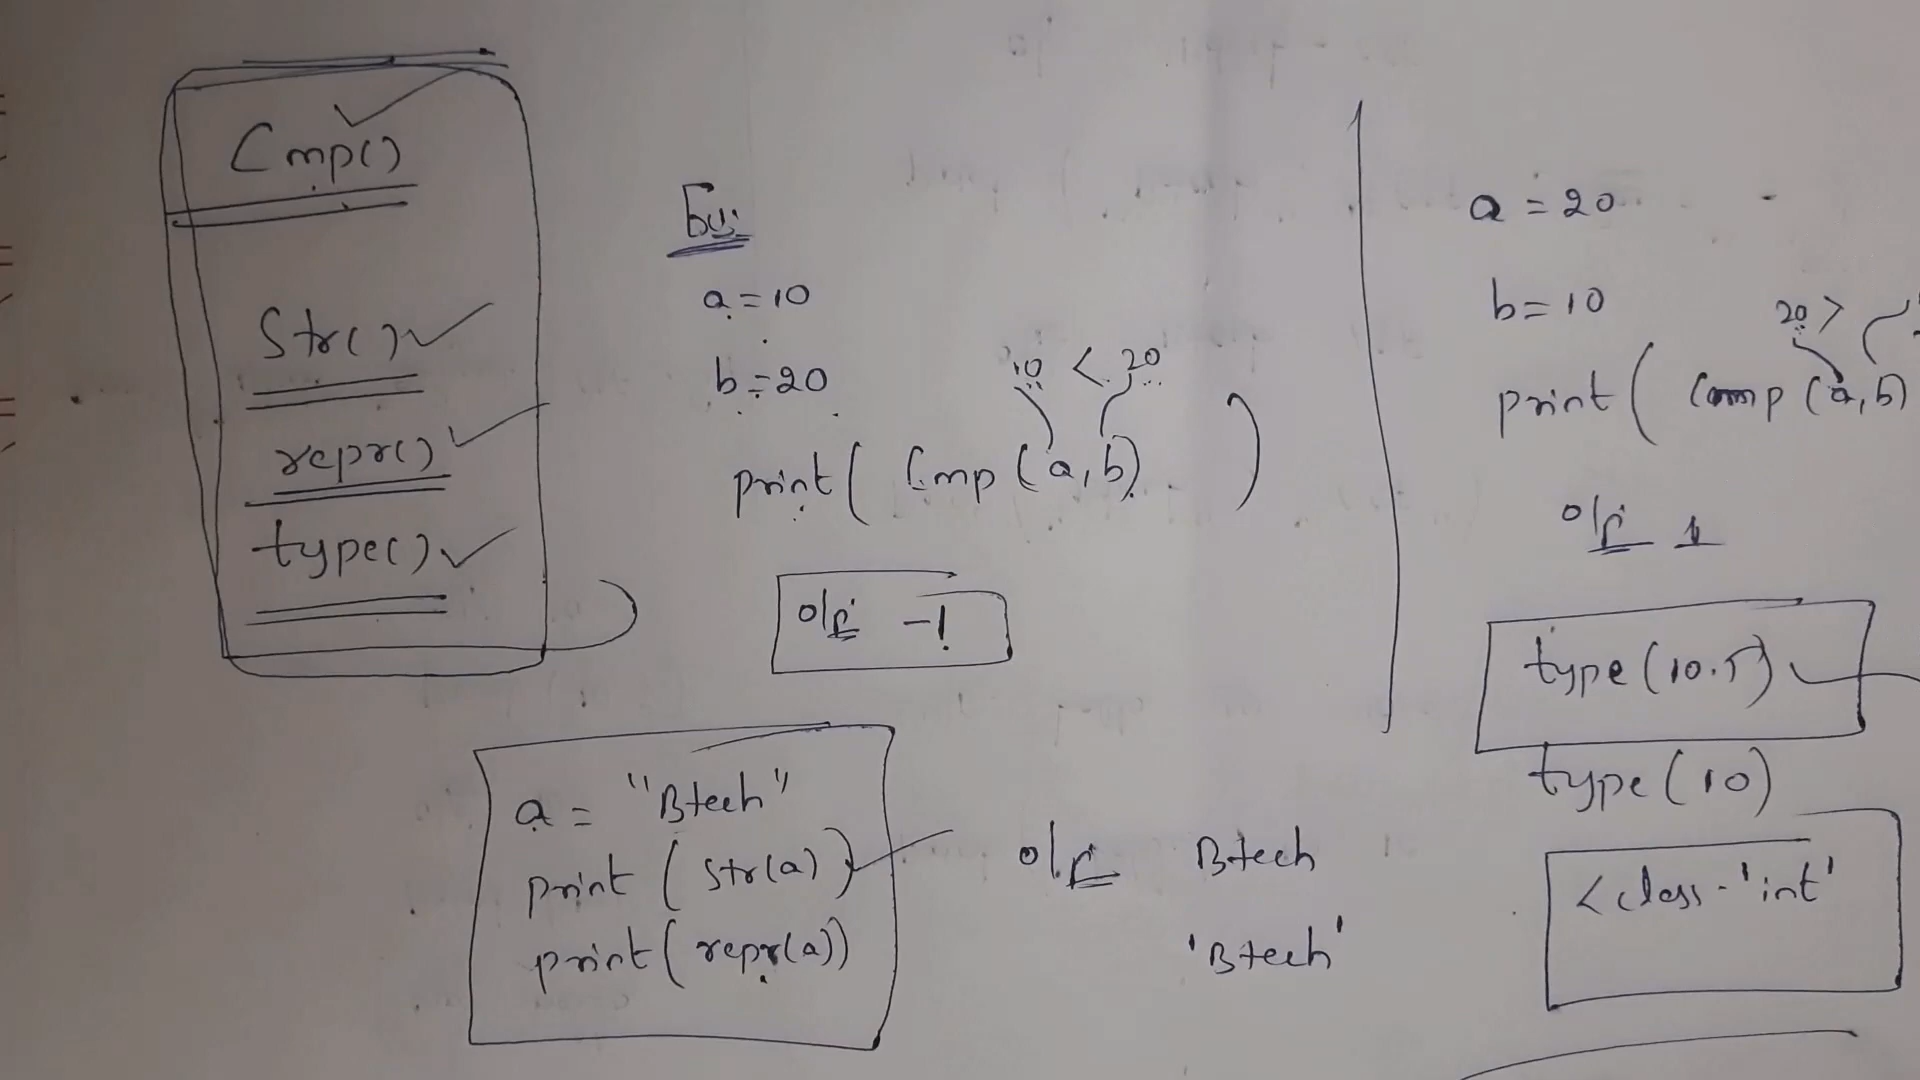 Cmp()
Str()
repr()
type()
Ex:
a=10
b=20
10 < 20
print( Cmp (a,b) )
o/p: -1
a = 20
b= 10
20 >
print( Cmp (a,b)
o/p 1
type(10.5)
type(10)
<class-'int'
a = "Btech"
print (str(a))
print(repr(a))
o/p Btech
'Btech'